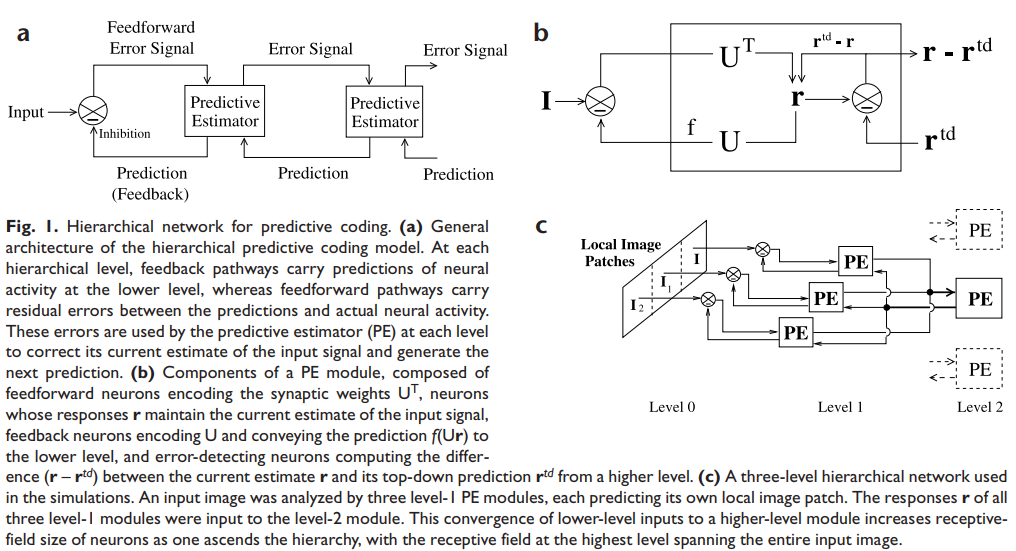 a
Feedforward
Error Signal
Error Signal
Error Signal
Input
Predictive
Estimator
Predictive
Estimator
Inhibition
Prediction
(Feedback)
Prediction
Prediction
b
I
U^T
r^td - r
r
f
U
r - r^td
r^td
c
Local Image
Patches
I
I_1
I_2
PE
PE
PE
PE
PE
PE
Level 0
Level 1
Level 2
Fig. 1. Hierarchical network for predictive coding. (a) General
architecture of the hierarchical predictive coding model. At each
hierarchical level, feedback pathways carry predictions of neural
activity at the lower level, whereas feedforward pathways carry
residual errors between the predictions and actual neural activity.
These errors are used by the predictive estimator (PE) at each level
to correct its current estimate of the input signal and generate the
next prediction. (b) Components of a PE module, composed of
feedforward neurons encoding the synaptic weights U^T, neurons
whose responses r maintain the current estimate of the input signal,
feedback neurons encoding U and conveying the prediction f(Ur) to
the lower level, and error-detecting neurons computing the differ-
ence (r – r^td) between the current estimate r and its top-down prediction r^td from a higher level. (c) A three-level hierarchical network used
in the simulations. An input image was analyzed by three level-1 PE modules, each predicting its own local image patch. The responses r of all
three level-1 modules were input to the level-2 module. This convergence of lower-level inputs to a higher-level module increases receptive-
field size of neurons as one ascends the hierarchy, with the receptive field at the highest level spanning the entire input image.